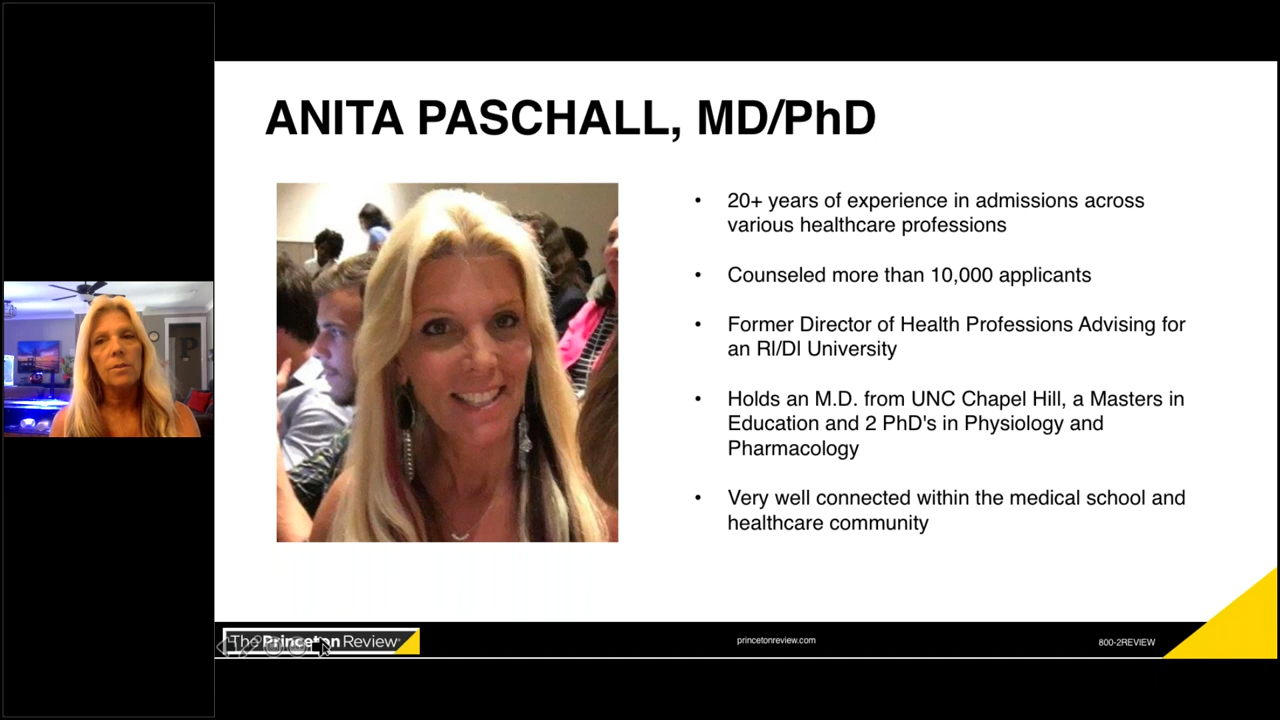 ANITA PASCHALL, MD/PhD
• 20+ years of experience in admissions across
various healthcare professions
• Counseled more than 10,000 applicants
• Former Director of Health Professions Advising for
an RI/DI University
• Holds an M.D. from UNC Chapel Hill, a Masters in
Education and 2 PhD's in Physiology and
Pharmacology
• Very well connected within the medical school and
healthcare community
P
The Princeton Review®
princetonreview.com
800-2REVIEW